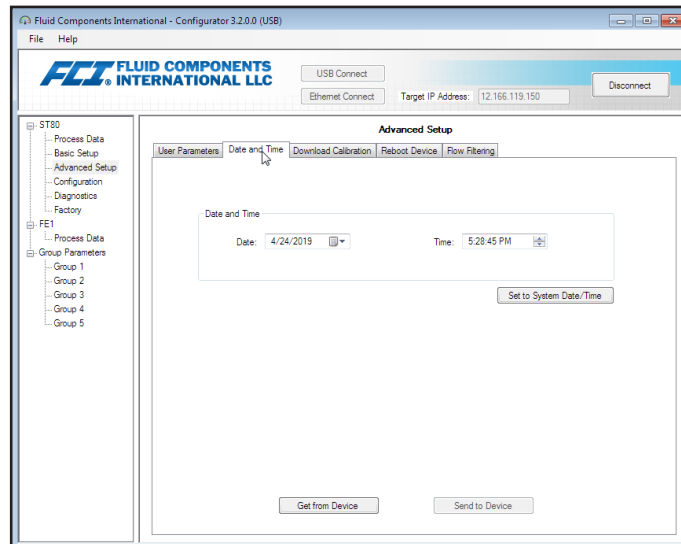 Fluid Components International - Configurator 3.2.0.0 (USB)
File Help
FCI. FLUID COMPONENTS
® INTERNATIONAL LLC
USB Connect
Ethernet Connect
Target IP Address: 12.166.119.150
Disconnect
ST80
Process Data
Basic Setup
Advanced Setup
Configuration
Diagnostics
Factory
FE1
Process Data
Group Parameters
Group 1
Group 2
Group 3
Group 4
Group 5
Advanced Setup
User Parameters Date and Time Download Calibration Reboot Device Flow Filtering
Date and Time
Date: 4/24/2019 Time: 5:28:45 PM
Set to System Date/Time
Get from Device Send to Device